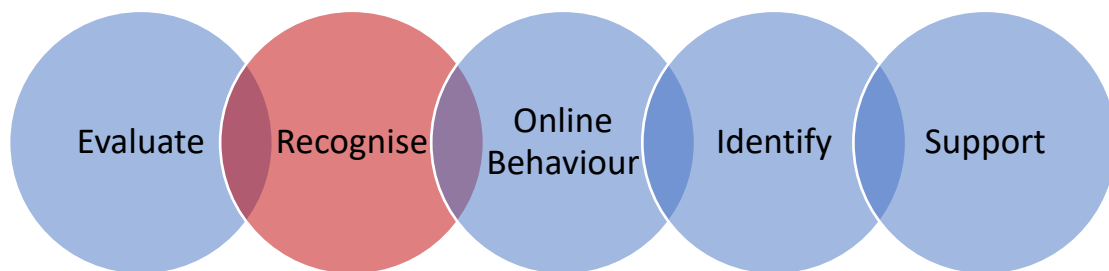 Evaluate
Recognise
Online
Behaviour
Identify
Support